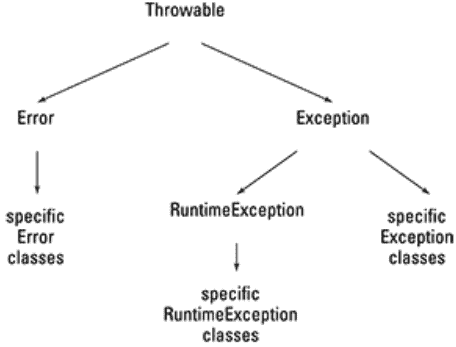 Throwable
Error
Exception
specific
Error
classes
RuntimeException
specific
Exception
classes
specific
RuntimeException
classes